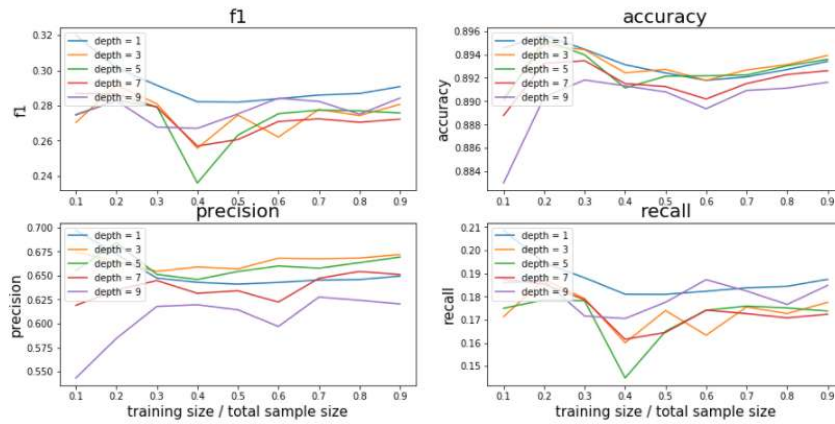 f1
0.32
0.30
0.28
0.26
0.24
f1
depth = 1
depth = 3
depth = 5
depth = 7
depth = 9
0.1 0.2 0.3 0.4 0.5 0.6 0.7 0.8 0.9
accuracy
0.896
0.894
0.892
0.890
0.888
0.886
0.884
accuracy
depth = 1
depth = 3
depth = 5
depth = 7
depth = 9
0.1 0.2 0.3 0.4 0.5 0.6 0.7 0.8 0.9
precision
0.700
0.675
0.650
0.625
0.600
0.575
0.550
precision
depth = 1
depth = 3
depth = 5
depth = 7
depth = 9
0.1 0.2 0.3 0.4 0.5 0.6 0.7 0.8 0.9
training size / total sample size
recall
0.21
0.20
0.19
0.18
0.17
0.16
0.15
recall
depth = 1
depth = 3
depth = 5
depth = 7
depth = 9
0.1 0.2 0.3 0.4 0.5 0.6 0.7 0.8 0.9
training size / total sample size